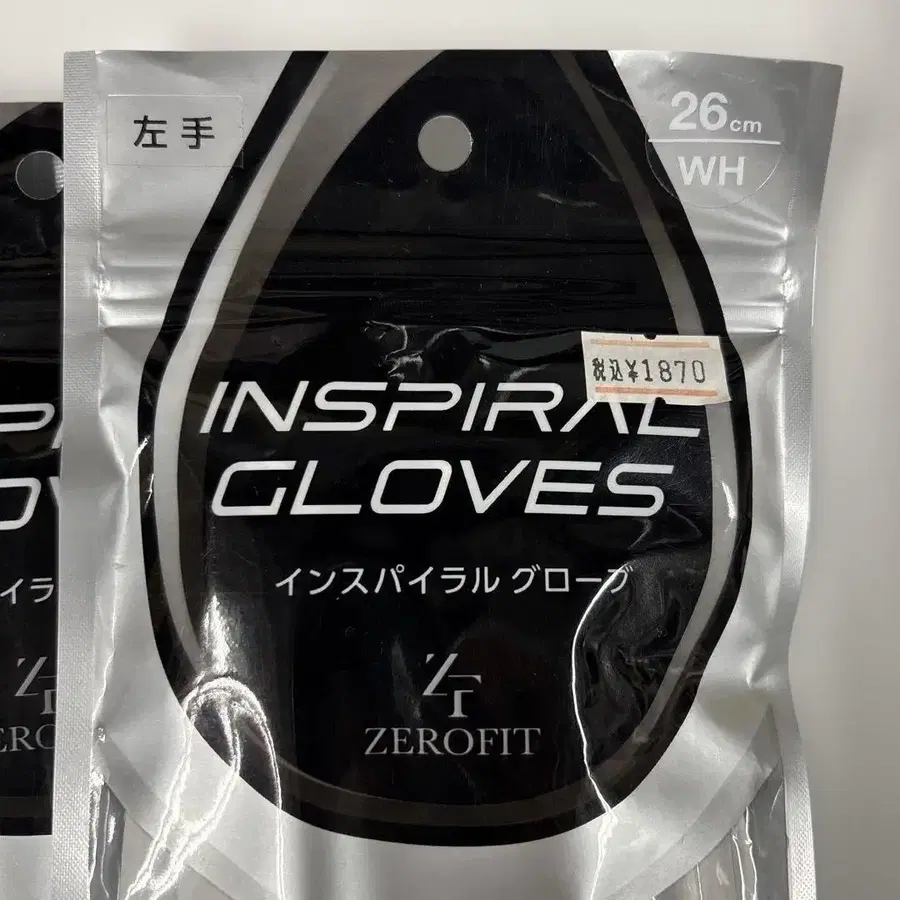 左手
26cm
WH
税込¥1870
INSPIRAL
GLOVES
インスパイラル グローブ
ZT
ZEROFIT